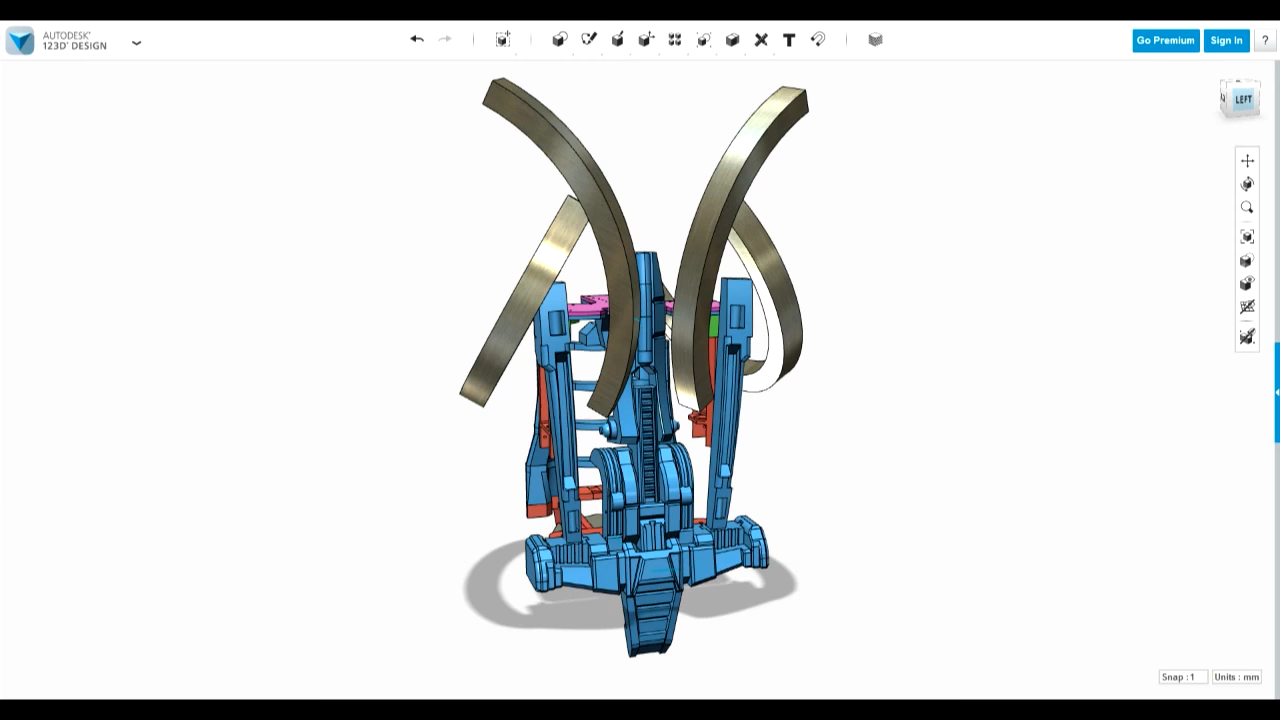 AUTODESK®
123D® DESIGN
T
Go Premium
Sign In
?
LEFT
Snap : 1
Units : mm